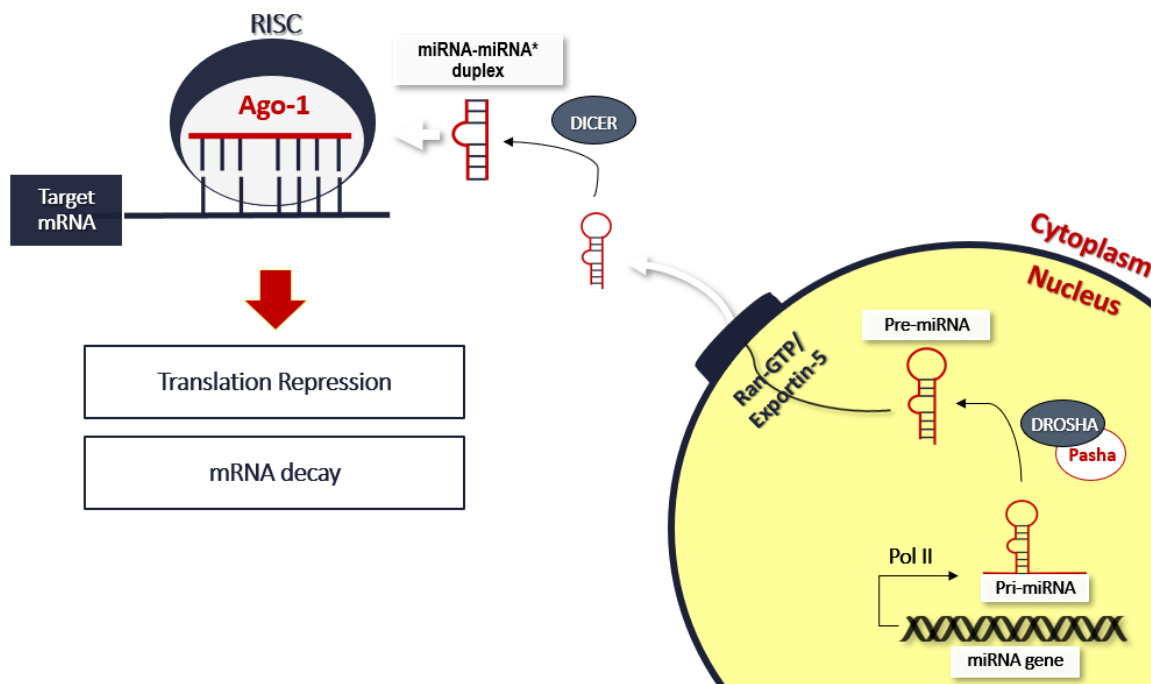 RISC
miRNA-miRNA*
duplex
Ago-1
DICER
Target
mRNA
Cytoplasm
Nucleus
Pre-miRNA
Ran-GTP/
Exportin-5
Translation Repression
DROSHA
Pasha
mRNA decay
Pol II
Pri-miRNA
miRNA gene